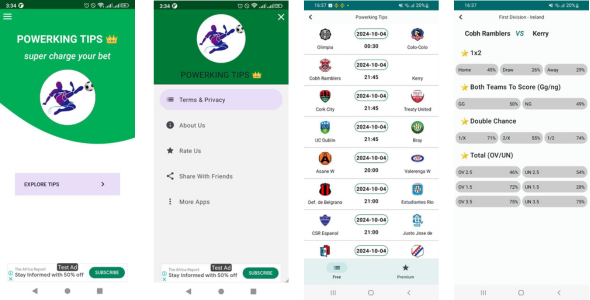 3:34
POWERKING TIPS 👑
super charge your bet
EXPLORE TIPS
The Africa Report
Test Ad
Stay Informed with 50% off
SUBSCRIBE
3:34
POWERKING TIPS 👑
Terms & Privacy
About Us
Rate Us
Share With Friends
More Apps
The Africa Report
Test Ad
Stay Informed with 50% off
SUBSCRIBE
16:37
20%
Powerking Tips
2024-10-04
Olimpia 00:30 Colo-Colo
2024-10-04
Cobh Ramblers 21:45 Kerry
2024-10-04
Cork City 21:45 Treaty United
2024-10-04
UC Dublin 21:45 Bray
2024-10-04
Asane W 20:00 Valerenga W
2024-10-04
Def. de Belgrano 21:00 Estudiantes Rio
2024-10-04
CSR Espanol 21:00 Justo Jose de
2024-10-04
Free Premium
16:37
20%
First Division - Ireland
Cobh Ramblers VS Kerry
⭐ 1x2
Home 45% Draw 26% Away 29%
⭐ Both Teams To Score (Gg/ng)
GG 50% NG 49%
⭐ Double Chance
1/X 71% 2/X 55% 1/2 74%
⭐ Total (OV/UN)
OV 2.5 46% UN 2.5 54%
OV 1.5 72% UN 1.5 28%
OV 3.5 UN 3.5